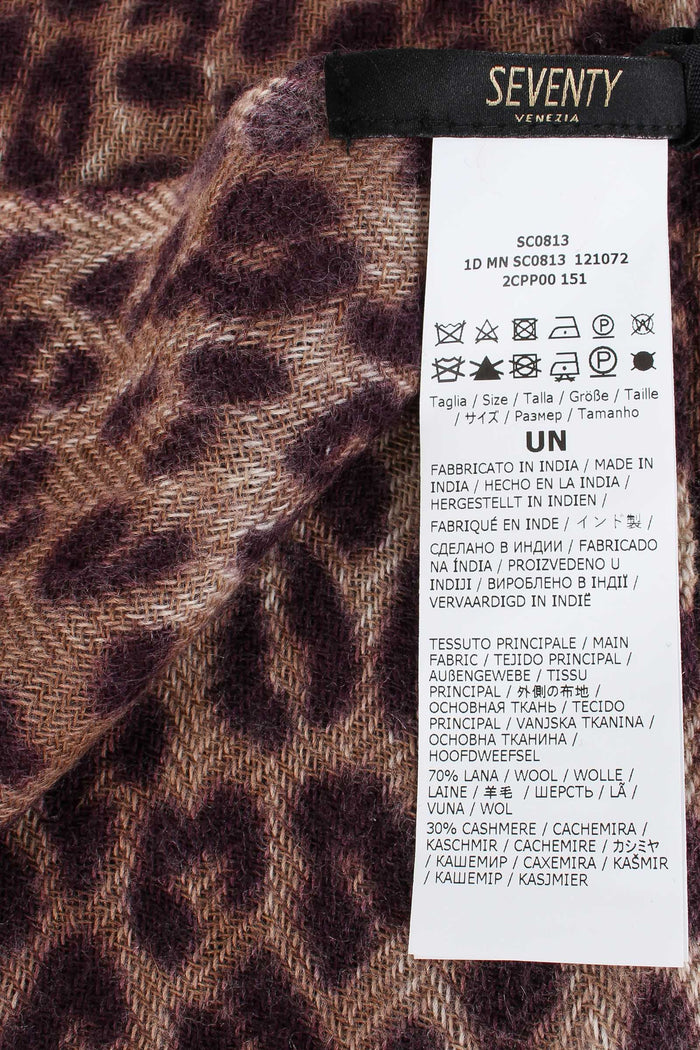 SEVENTY
VENEZIA
SC0813
1D MN SC0813 121072
2CPP00 151
Taglia / Size / Talla / Größe / Taille
/ サイズ / Размер / Tamanho
UN
FABBRICATO IN INDIA / MADE IN
INDIA / HECHO EN LA INDIA /
HERGESTELLT IN INDIEN /
FABRIQUÉ EN INDE / インド製 /
СДЕЛАНО В ИНДИИ / FABRICADO
NA ÍNDIA / PROIZVEDENO U
INDIJI / ВИРОБЛЕНО В ІНДІЇ /
VERVAARDIGD IN INDIË
TESSUTO PRINCIPALE / MAIN
FABRIC / TEJIDO PRINCIPAL /
AUßENGEWEBE / TISSU
PRINCIPAL / 外側の布地 /
ОСНОВНАЯ ТКАНЬ / TECIDO
PRINCIPAL / VANJSKA TKANINA /
ОСНОВНА ТКАНИНА /
HOOFDWEEFSEL
70% LANA / WOOL / WOLLE /
LAINE / 羊毛 / ШЕРСТЬ / LÃ /
VUNA / WOL
30% CASHMERE / CACHEMIRA /
KASCHMIR / CACHEMIRE / カシミヤ
/ КАШЕМИР / CAXEMIRA / KAŠMIR
/ КАШЕМІР / KASJMIER